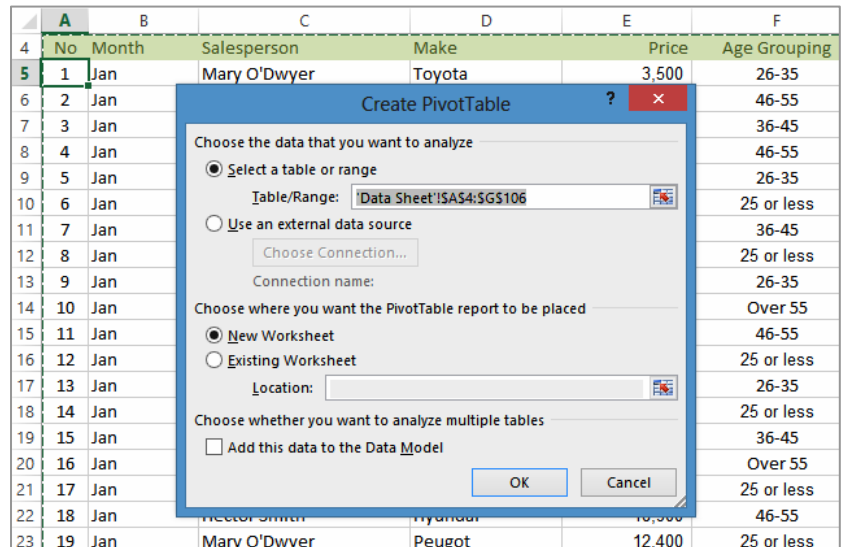 A B C D E F
4 No Month Salesperson Make Price Age Grouping
5 1 Jan Mary O'Dwyer Toyota 3,500 26-35
6 2 Jan 46-55
7 3 Jan 36-45
8 4 Jan 46-55
9 5 Jan 26-35
10 6 Jan 25 or less
11 7 Jan 36-45
12 8 Jan 25 or less
13 9 Jan 26-35
14 10 Jan Over 55
15 11 Jan 46-55
16 12 Jan 25 or less
17 13 Jan 26-35
18 14 Jan 25 or less
19 15 Jan 36-45
20 16 Jan Over 55
21 17 Jan 25 or less
22 18 Jan 46-55
23 19 Jan Mary O'Dwyer Peugot 12,400 25 or less
Create PivotTable
?
Choose the data that you want to analyze
Select a table or range
Table/Range: 'Data Sheet'!$A$4:$G$106
Use an external data source
Choose Connection...
Connection name:
Choose where you want the PivotTable report to be placed
New Worksheet
Existing Worksheet
Location:
Choose whether you want to analyze multiple tables
Add this data to the Data Model
OK Cancel